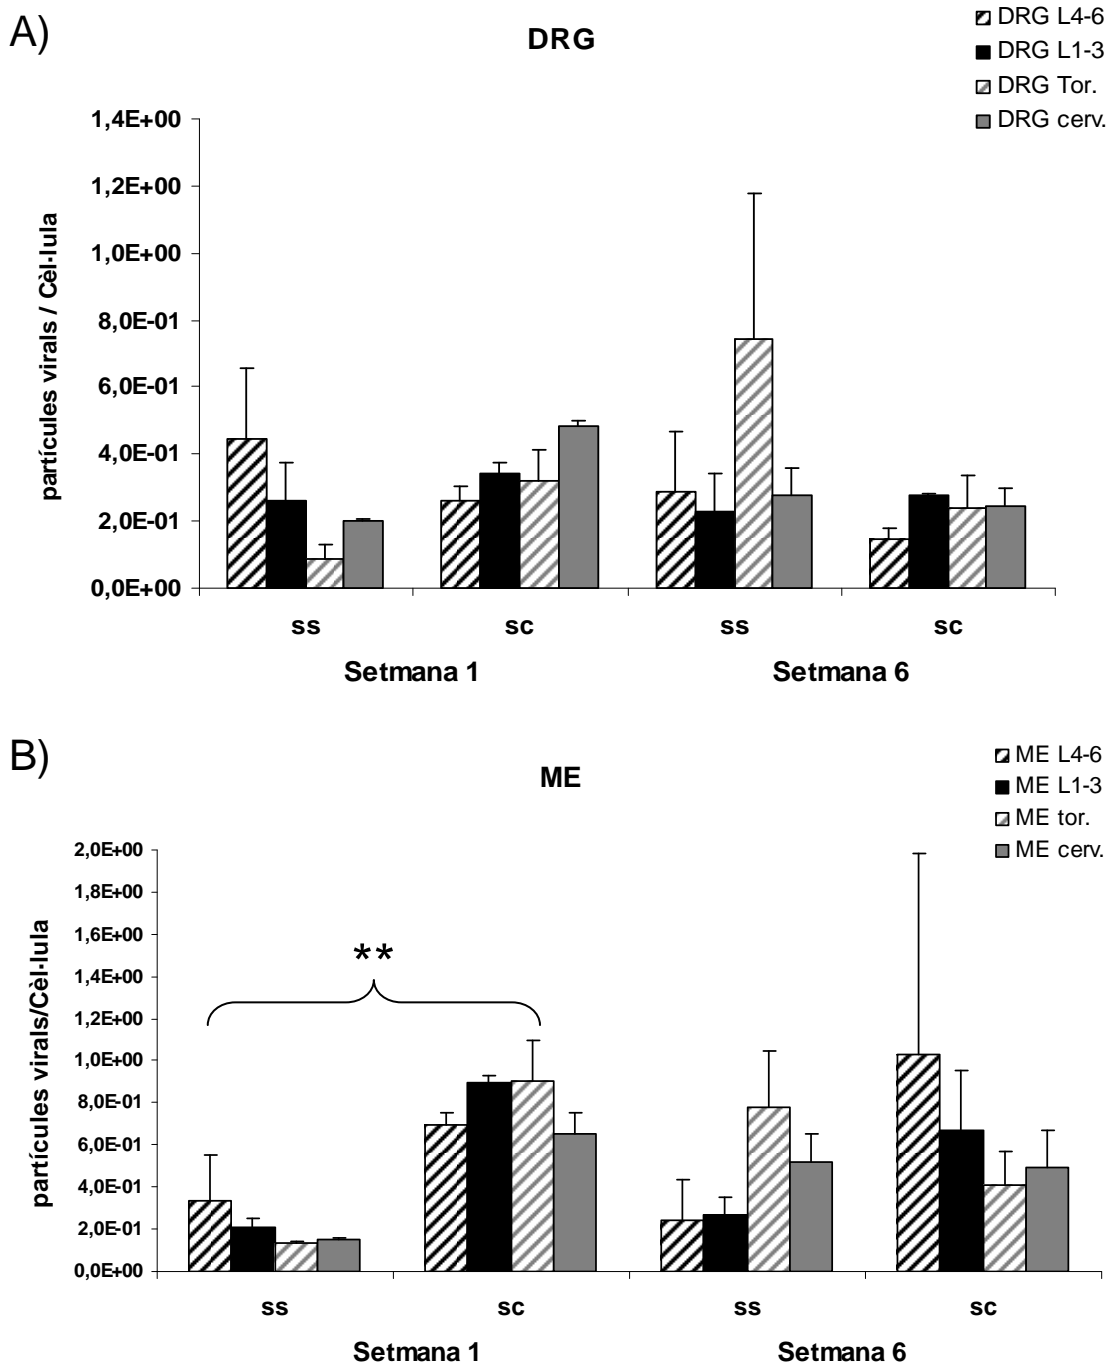 A)
DRG
DRG L4-6
DRG L1-3
DRG Tor.
DRG cerv.
partícules virals / Cèl·lula
1,4E+00
1,2E+00
1,0E+00
8,0E-01
6,0E-01
4,0E-01
2,0E-01
0,0E+00
ss sc ss sc
Setmana 1 Setmana 6
B)
ME
ME L4-6
ME L1-3
ME tor.
ME cerv.
partícules virals/Cèl·lula
2,0E+00
1,8E+00
1,6E+00
1,4E+00
1,2E+00
1,0E+00
8,0E-01
6,0E-01
4,0E-01
2,0E-01
0,0E+00
**
ss sc ss sc
Setmana 1 Setmana 6